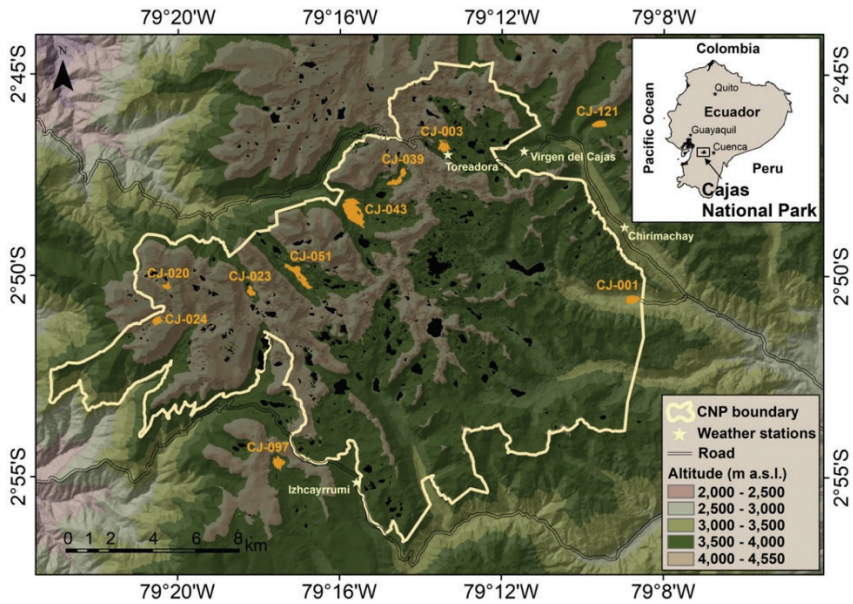 79°20'W 79°16'W 79°12'W 79°8'W
2°45'S
2°45'S
N
Colombia
Pacific Ocean
Quito
Ecuador
Guayaquil
Cuenca
Peru
Cajas
National Park
CJ-121
CJ-003
Toreadora
Virgen del Cajas
CJ-039
CJ-043
Chirimachay
CJ-051
2°50'S
2°50'S
CJ-020
CJ-023
CJ-001
CJ-024
CJ-097
2°55'S
2°55'S
Izhcayrrumi
0 1 2 4 6 8
km
CNP boundary
Weather stations
Road
Altitude (m a.s.l.)
2,000 - 2,500
2,500 - 3,000
3,000 - 3,500
3,500 - 4,000
4,000 - 4,550
79°20'W 79°16'W 79°12'W 79°8'W